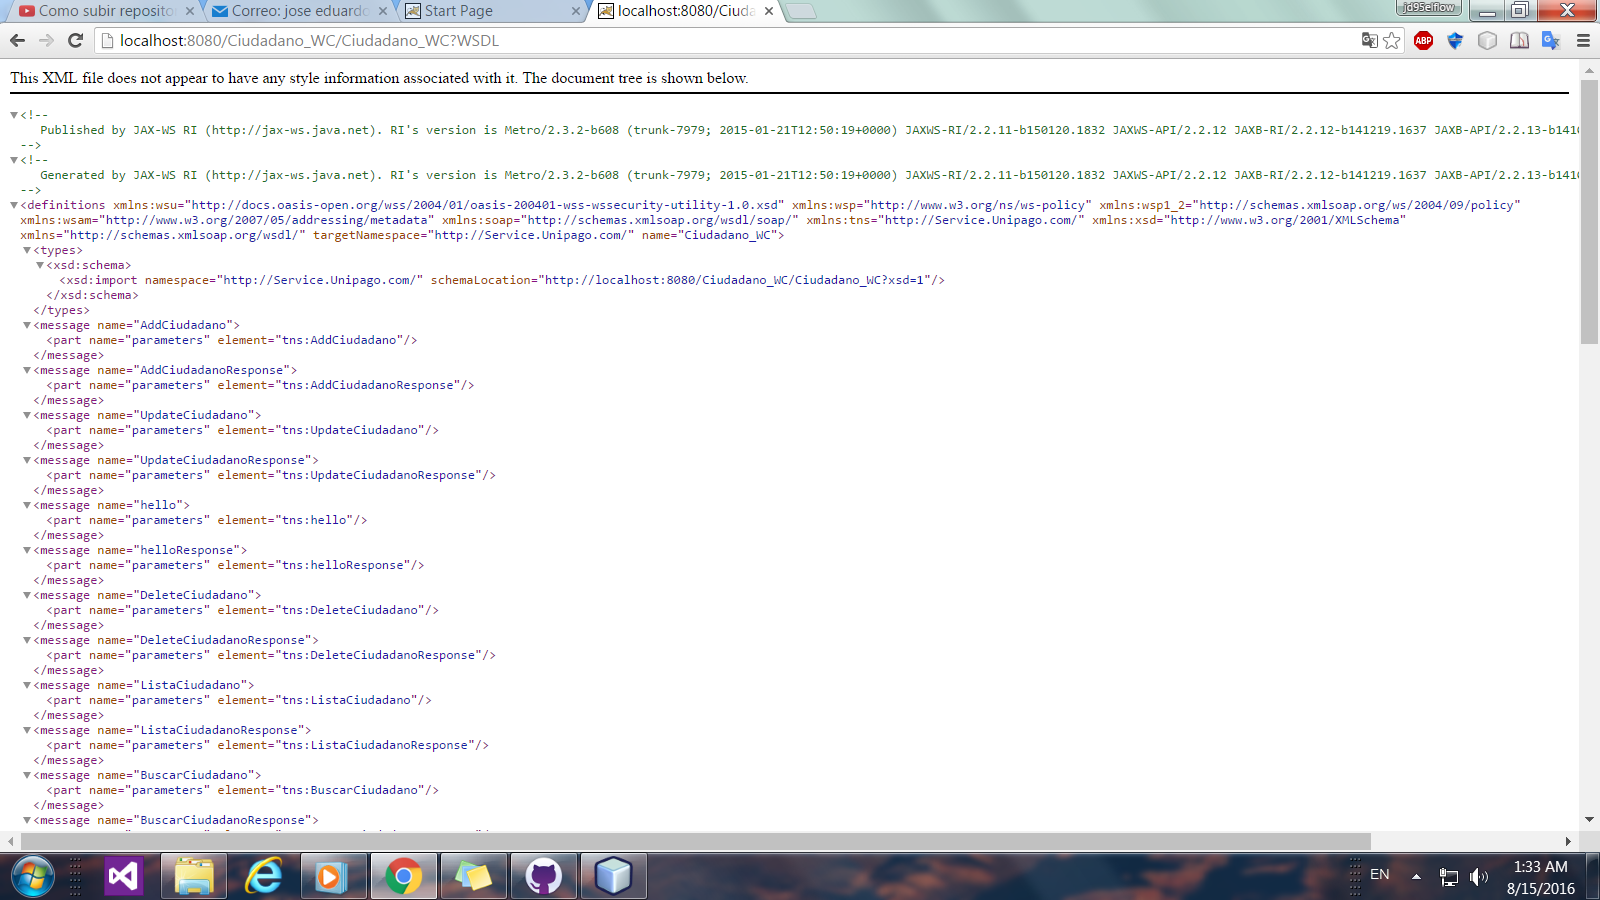 Como subir reposito
Correo: jose eduardo
Start Page
localhost:8080/Ciuda
jd95elflow
localhost:8080/Ciudadano_WC/Ciudadano_WC?WSDL
ABP
This XML file does not appear to have any style information associated with it. The document tree is shown below.
<!--
Published by JAX-WS RI (http://jax-ws.java.net). RI's version is Metro/2.3.2-b608 (trunk-7979; 2015-01-21T12:50:19+0000) JAXWS-RI/2.2.11-b150120.1832 JAXWS-API/2.2.12 JAXB-RI/2.2.12-b141219.1637 JAXB-API/2.2.13-b141
-->
<!--
Generated by JAX-WS RI (http://jax-ws.java.net). RI's version is Metro/2.3.2-b608 (trunk-7979; 2015-01-21T12:50:19+0000) JAXWS-RI/2.2.11-b150120.1832 JAXWS-API/2.2.12 JAXB-RI/2.2.12-b141219.1637 JAXB-API/2.2.13-b141
-->
<definitions xmlns:wsu="http://docs.oasis-open.org/wss/2004/01/oasis-200401-wss-wssecurity-utility-1.0.xsd" xmlns:wsp="http://www.w3.org/ns/ws-policy" xmlns:wsp1_2="http://schemas.xmlsoap.org/ws/2004/09/policy"
xmlns:wsam="http://www.w3.org/2007/05/addressing/metadata" xmlns:soap="http://schemas.xmlsoap.org/wsdl/soap/" xmlns:tns="http://Service.Unipago.com/" xmlns:xsd="http://www.w3.org/2001/XMLSchema"
xmlns="http://schemas.xmlsoap.org/wsdl/" targetNamespace="http://Service.Unipago.com/" name="Ciudadano_WC">
<types>
<xsd:schema>
<xsd:import namespace="http://Service.Unipago.com/" schemaLocation="http://localhost:8080/Ciudadano_WC/Ciudadano_WC?xsd=1"/>
</xsd:schema>
</types>
<message name="AddCiudadano">
<part name="parameters" element="tns:AddCiudadano"/>
</message>
<message name="AddCiudadanoResponse">
<part name="parameters" element="tns:AddCiudadanoResponse"/>
</message>
<message name="UpdateCiudadano">
<part name="parameters" element="tns:UpdateCiudadano"/>
</message>
<message name="UpdateCiudadanoResponse">
<part name="parameters" element="tns:UpdateCiudadanoResponse"/>
</message>
<message name="hello">
<part name="parameters" element="tns:hello"/>
</message>
<message name="helloResponse">
<part name="parameters" element="tns:helloResponse"/>
</message>
<message name="DeleteCiudadano">
<part name="parameters" element="tns:DeleteCiudadano"/>
</message>
<message name="DeleteCiudadanoResponse">
<part name="parameters" element="tns:DeleteCiudadanoResponse"/>
</message>
<message name="ListaCiudadano">
<part name="parameters" element="tns:ListaCiudadano"/>
</message>
<message name="ListaCiudadanoResponse">
<part name="parameters" element="tns:ListaCiudadanoResponse"/>
</message>
<message name="BuscarCiudadano">
<part name="parameters" element="tns:BuscarCiudadano"/>
</message>
<message name="BuscarCiudadanoResponse">
EN
1:33 AM
8/15/2016